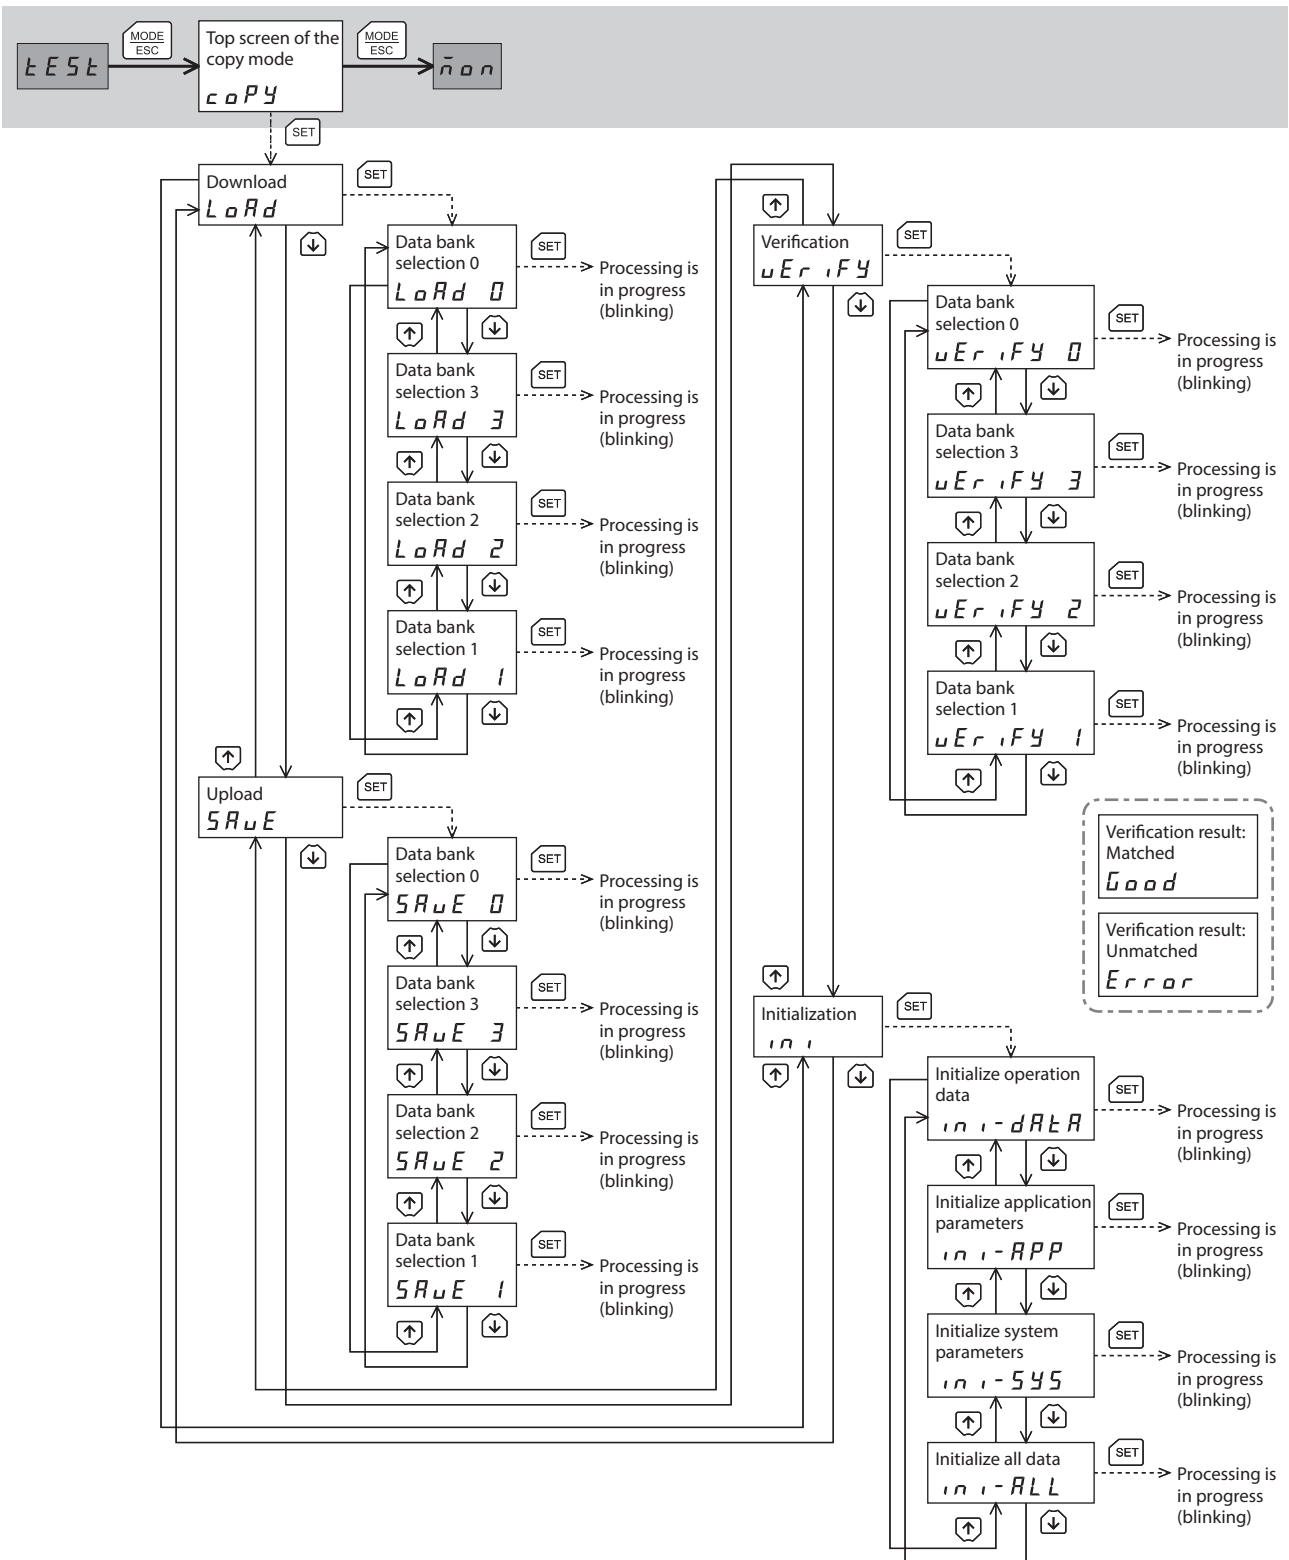 MODE
ESC
MODE
ESC
tESt
Top screen of the
copy mode
coPY
mon
SET
Download
LoAd
SET
Data bank
selection 0
LoAd 0
SET
Processing is
in progress
(blinking)
Data bank
selection 3
LoAd 3
SET
Processing is
in progress
(blinking)
Data bank
selection 2
LoAd 2
SET
Processing is
in progress
(blinking)
Data bank
selection 1
LoAd 1
SET
Processing is
in progress
(blinking)
Upload
SAvE
SET
Data bank
selection 0
SAvE 0
SET
Processing is
in progress
(blinking)
Data bank
selection 3
SAvE 3
SET
Processing is
in progress
(blinking)
Data bank
selection 2
SAvE 2
SET
Processing is
in progress
(blinking)
Data bank
selection 1
SAvE 1
SET
Processing is
in progress
(blinking)
Verification
vEriFY
SET
Data bank
selection 0
vEriFY 0
SET
Processing is
in progress
(blinking)
Data bank
selection 3
vEriFY 3
SET
Processing is
in progress
(blinking)
Data bank
selection 2
vEriFY 2
SET
Processing is
in progress
(blinking)
Data bank
selection 1
vEriFY 1
SET
Processing is
in progress
(blinking)
Verification result:
Matched
Good
Verification result:
Unmatched
Error
Initialization
ini
SET
Initialize operation
data
ini-dAtA
SET
Processing is
in progress
(blinking)
Initialize application
parameters
ini-APP
SET
Processing is
in progress
(blinking)
Initialize system
parameters
ini-SYS
SET
Processing is
in progress
(blinking)
Initialize all data
ini-ALL
SET
Processing is
in progress
(blinking)